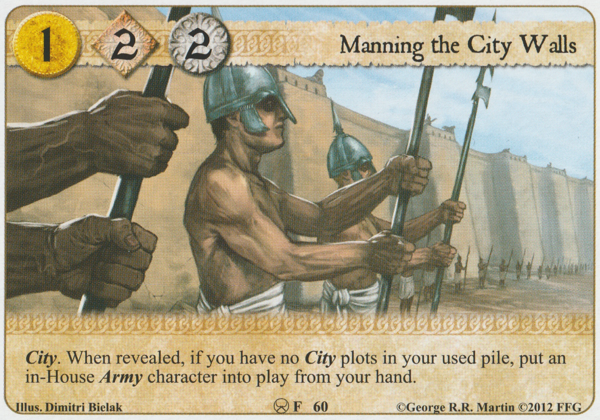 1 2 2 Manning the City Walls
City. When revealed, if you have no City plots in your used pile, put an
in-House Army character into play from your hand.
Illus. Dimitri Bielak F 60 ©George R.R. Martin ©2012 FFG